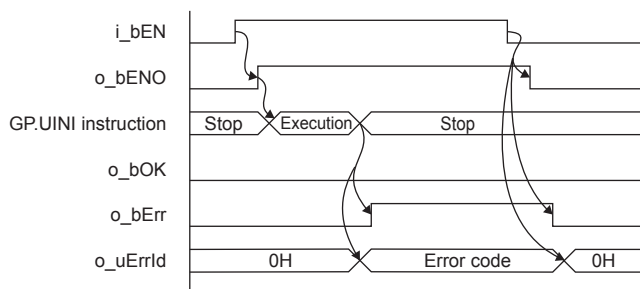 i_bEN
o_bENO
GP.UINI instruction Stop Execution Stop
o_bOK
o_bErr
o_uErrId 0H Error code 0H